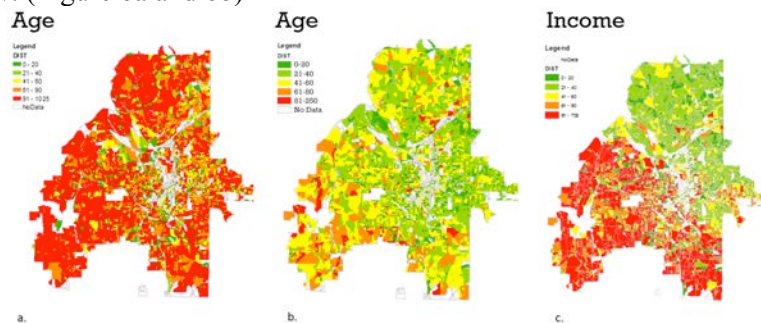 Age
Legend
DIST
0 - 20
21 - 40
41 - 60
61 - 90
91 - 1025
NoData
a.
Age
Legend
DIST
0-20
21-40
41-60
61-80
81-250
No Data
b.
Income
Legend
NoData
DIST
0 - 20
21 - 40
41 - 60
c.